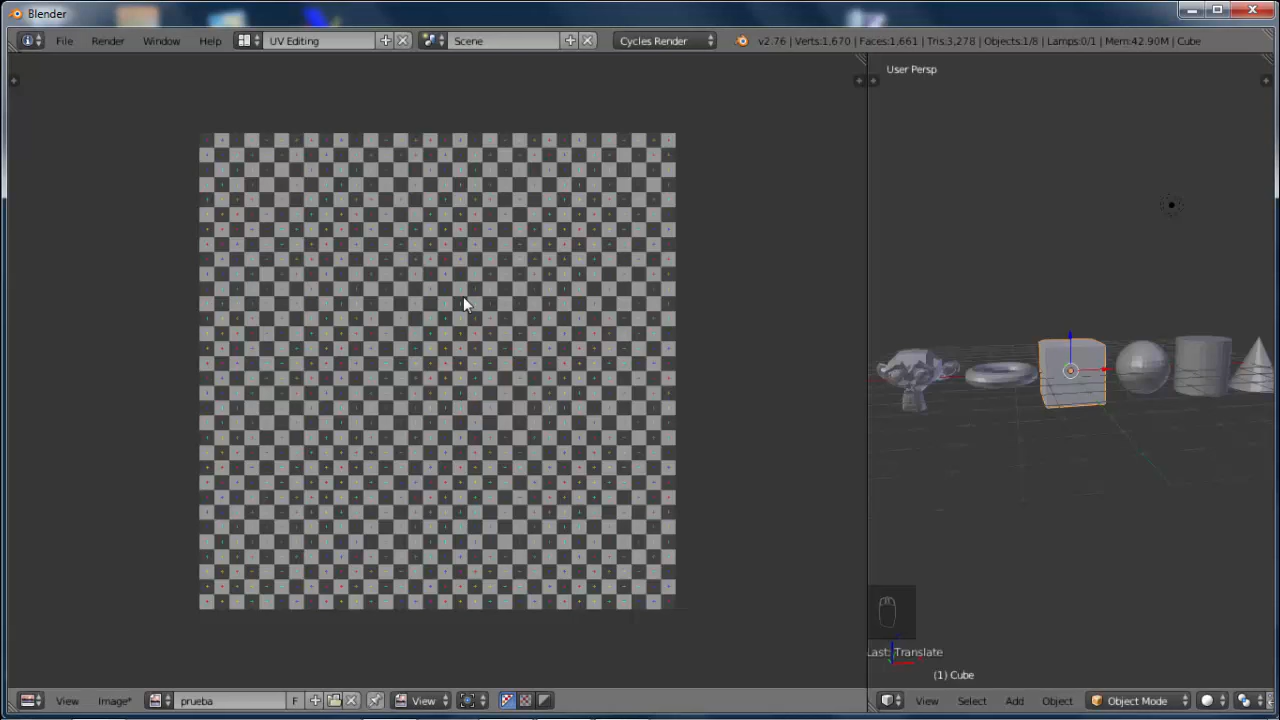 Blender
File Render Window Help UV Editing Scene Cycles Render v2.76 | Verts:1,670 | Faces:1,661 | Tris:3,278 | Objects:1/8 | Lamps:0/1 | Mem:42.90M | Cube
User Persp
Last: Translate
(1) Cube
View Image* prueba F View
View Select Add Object Object Mode